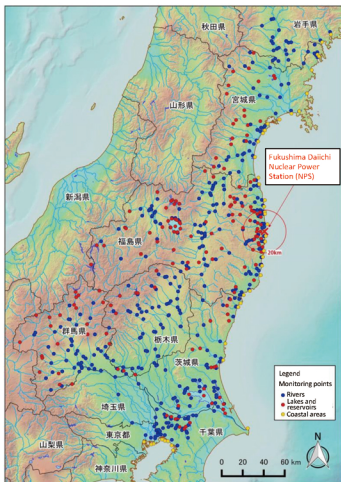 秋田県
岩手県
山形県
宮城県
Fukushima Daiichi
Nuclear Power
Station (NPS)
新潟県
20km
福島県
群馬県
栃木県
茨城県
Legend
Monitoring points
Rivers
Lakes and
reservoirs
Coastal areas
埼玉県
山梨県
東京都
千葉県
神奈川県
N
0 20 40 60 km